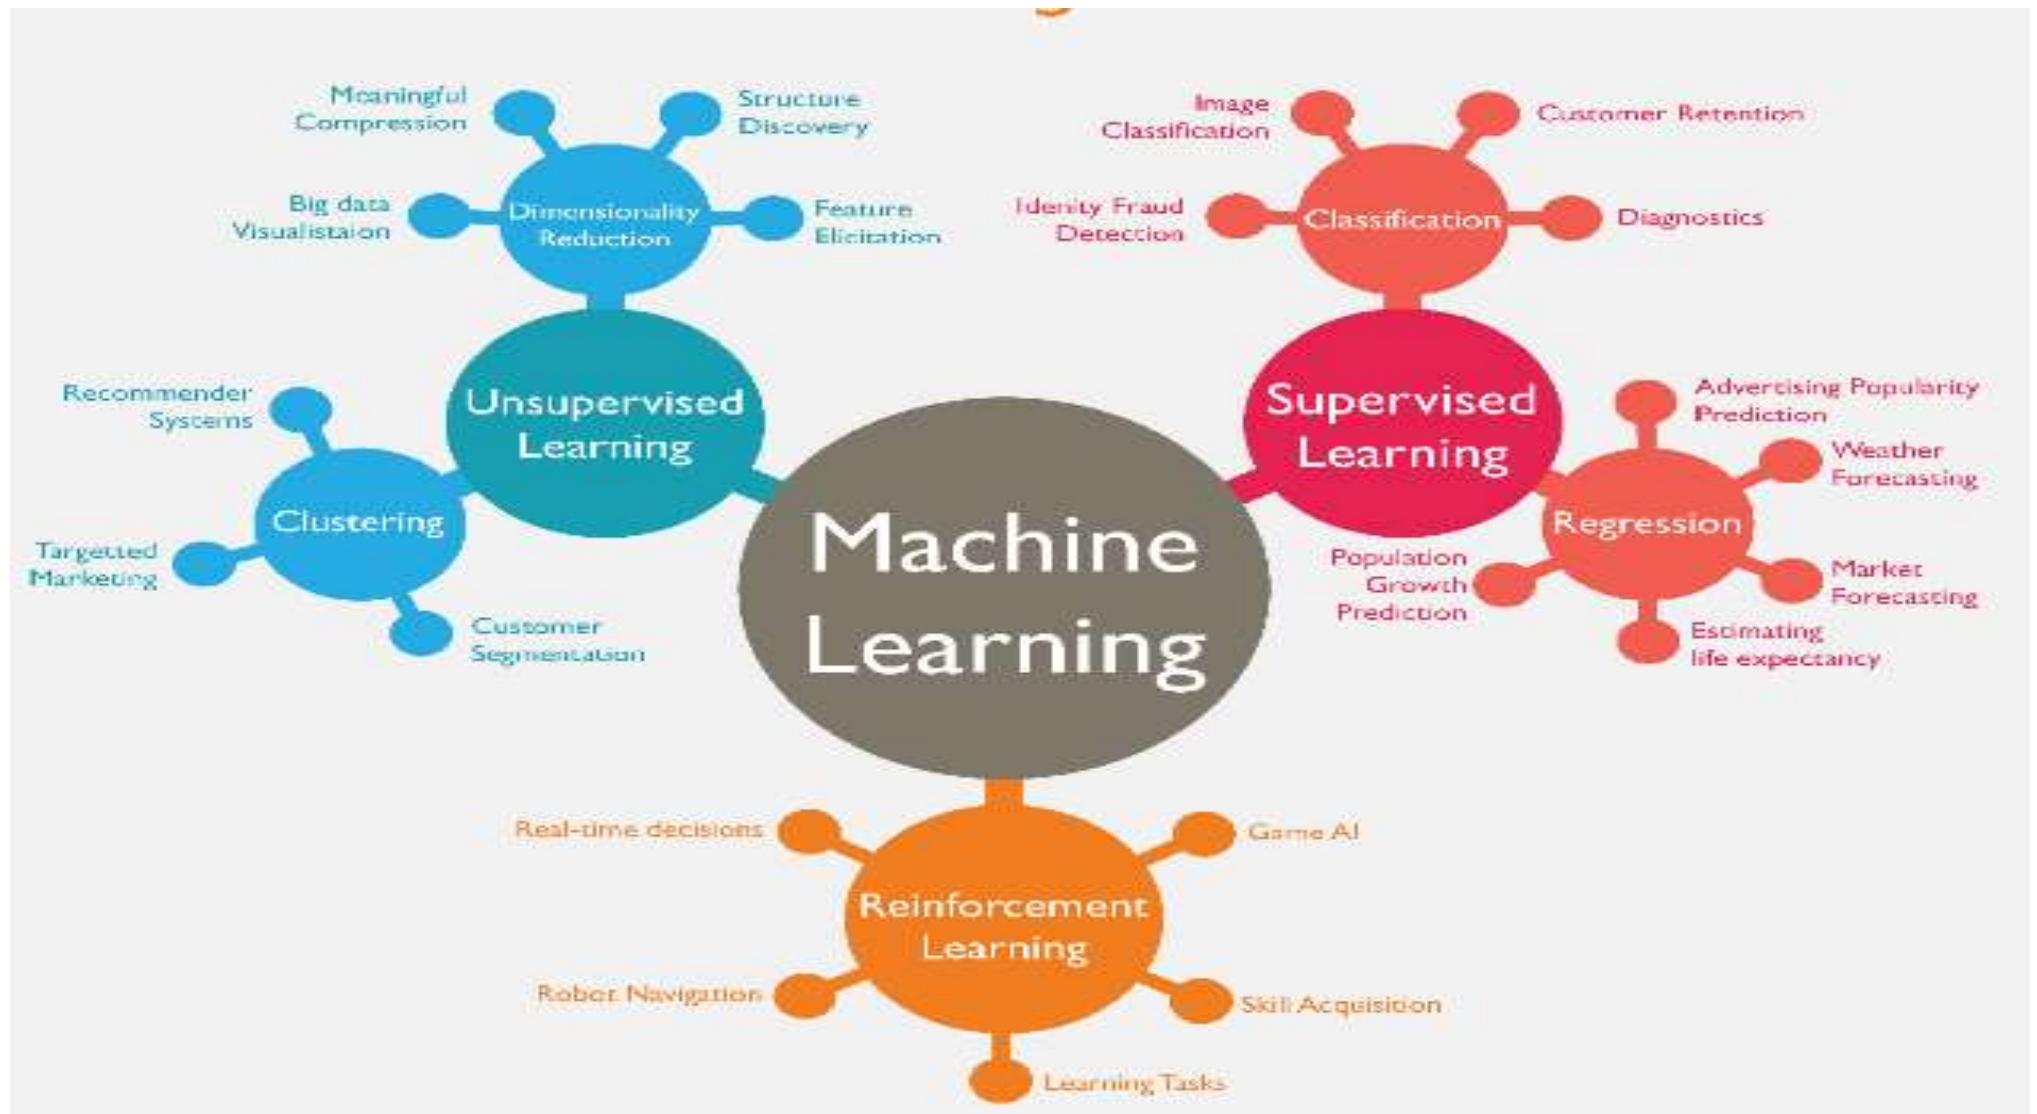 Meaningful
Compression
Structure
Discovery
Big data
Visualistaion
Dimensionality
Reduction
Feature
Elicitation
Image
Classification
Customer Retention
Idenity Fraud
Detection
Classification
Diagnostics
Unsupervised
Learning
Supervised
Learning
Recommender
Systems
Clustering
Targetted
Marketing
Customer
Segmentation
Advertising Popularity
Prediction
Weather
Forecasting
Regression
Population
Growth
Prediction
Market
Forecasting
Estimating
life expectancy
Machine
Learning
Real-time decisions
Game AI
Reinforcement
Learning
Robot Navigation
Skill Acquisition
Learning Tasks